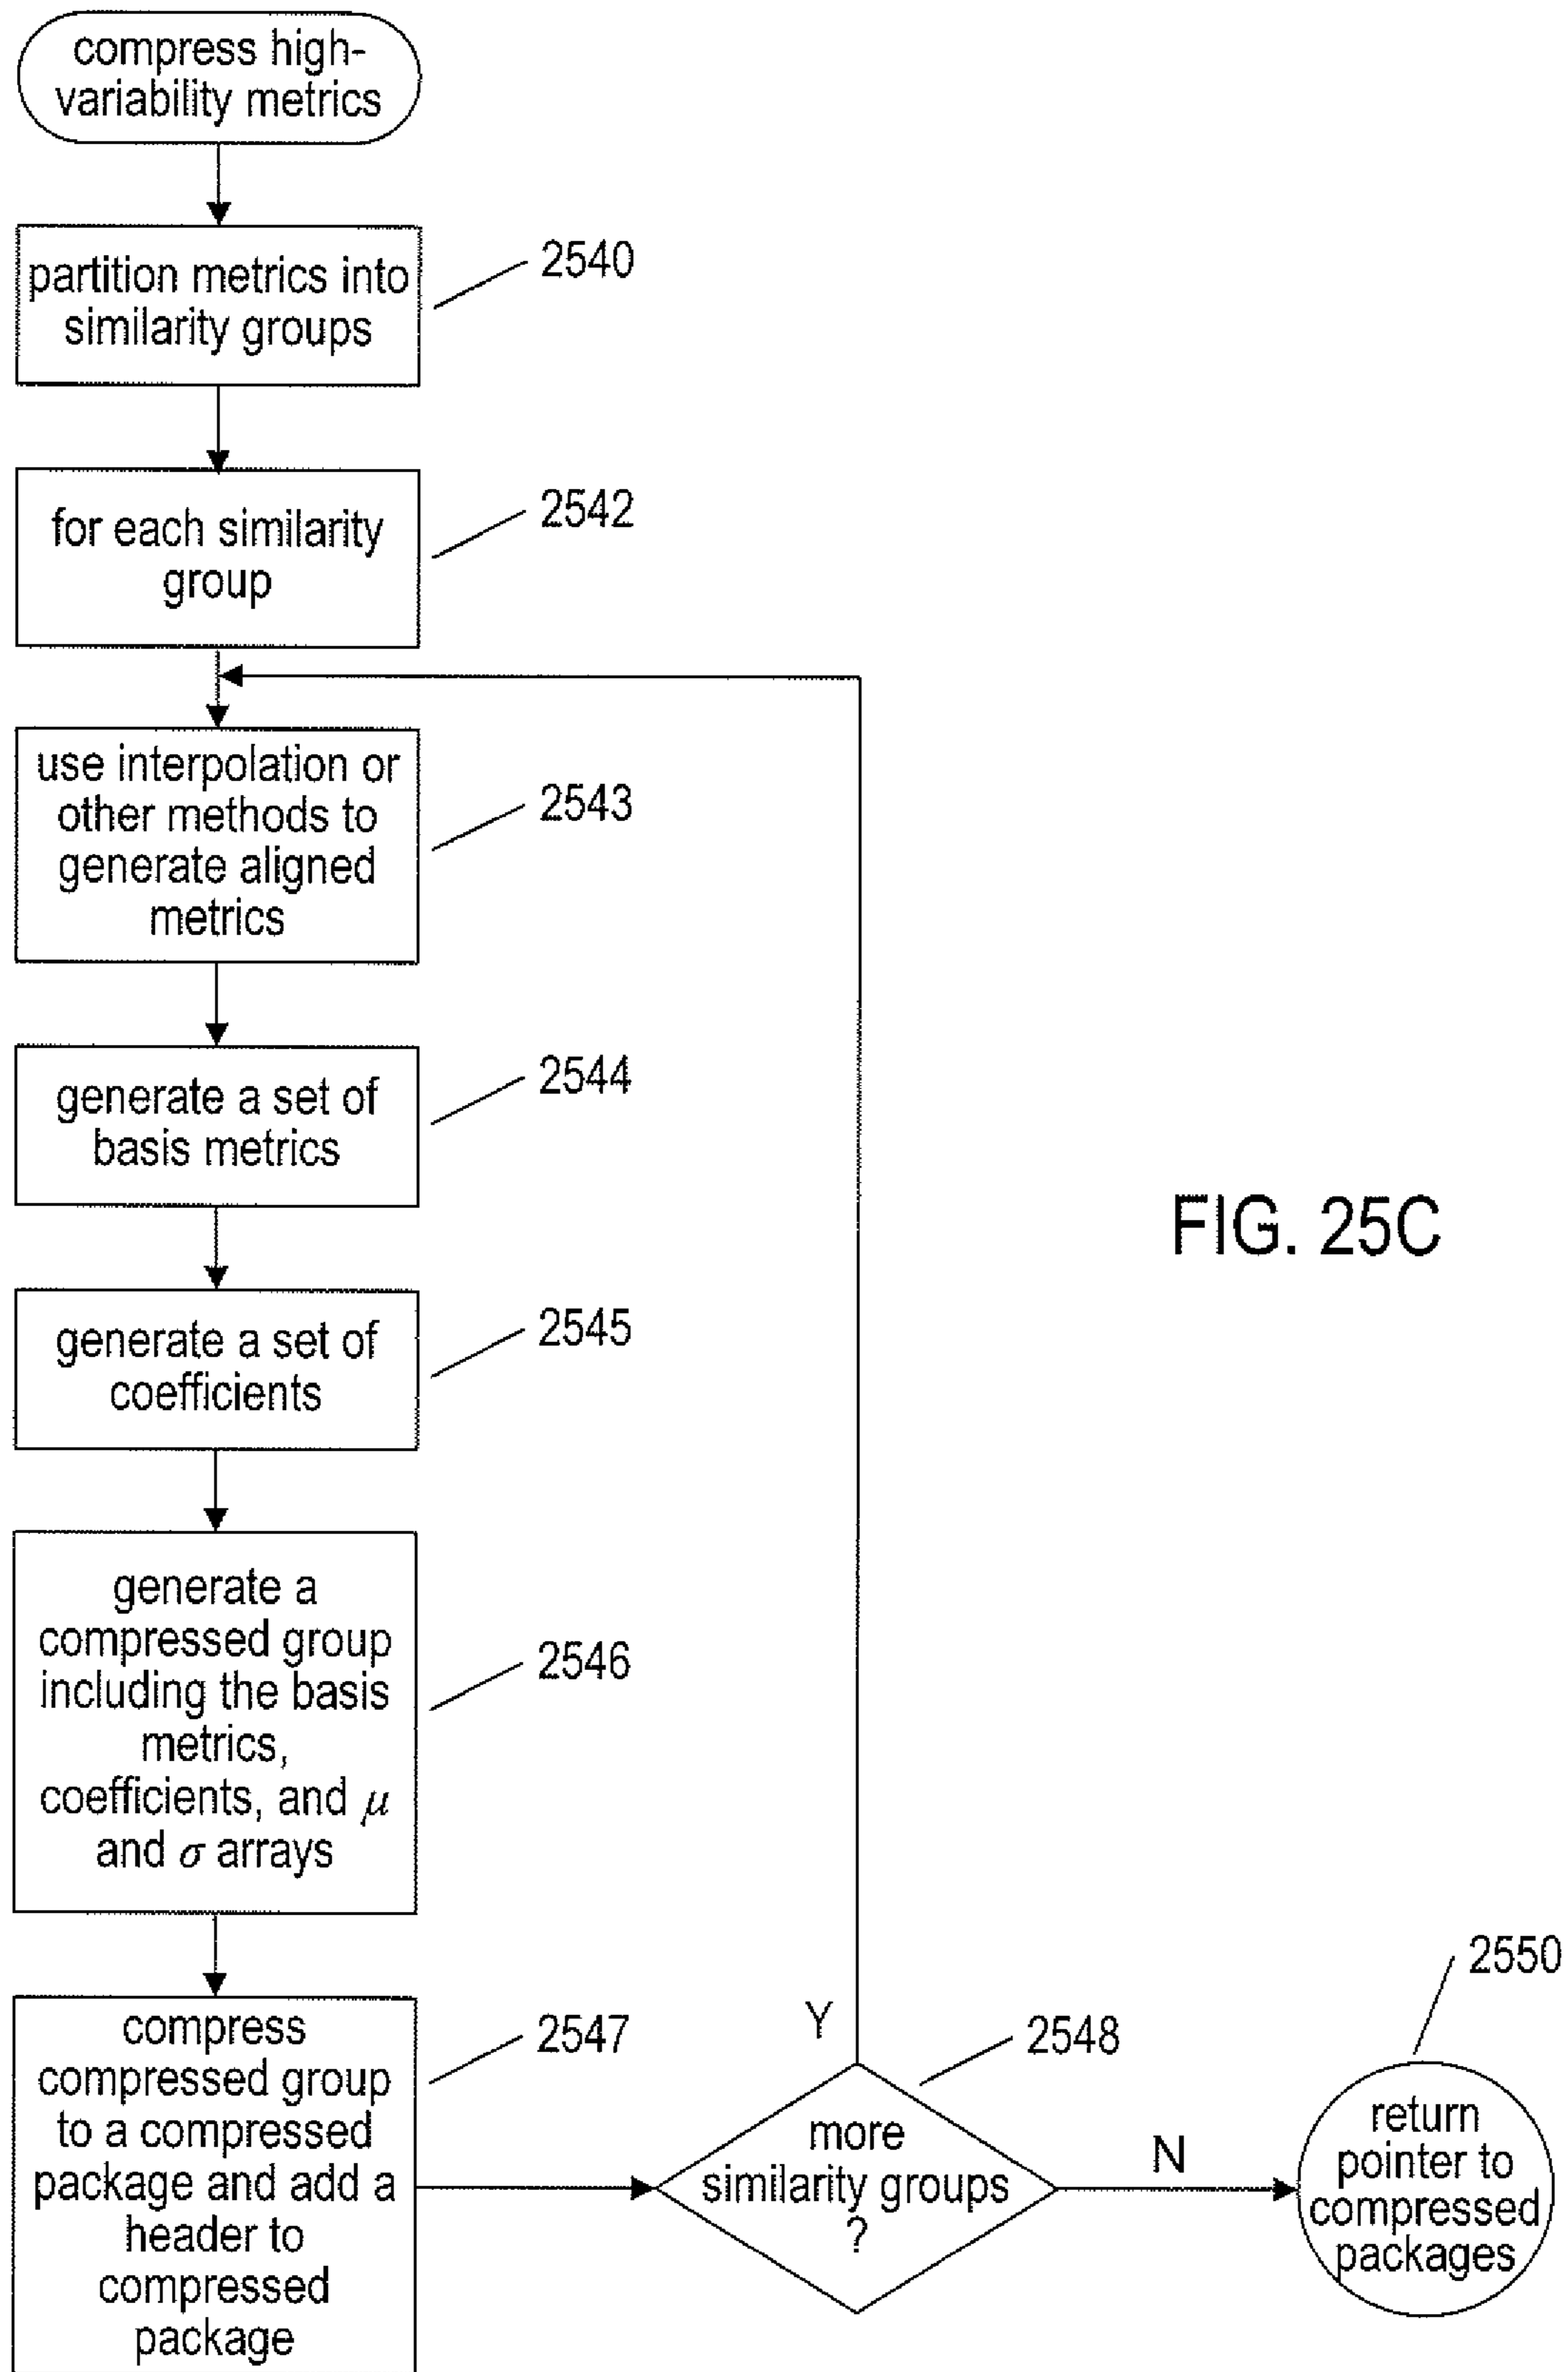 compress high-
variability metrics
partition metrics into
similarity groups
2540
for each similarity
group
2542
use interpolation or
other methods to
generate aligned
metrics
2543
generate a set of
basis metrics
2544
generate a set of
coefficients
2545
generate a
compressed group
including the basis
metrics,
coefficients, and μ
and σ arrays
2546
compress
compressed group
to a compressed
package and add a
header to
compressed
package
2547
more
similarity groups
?
2548
Y
N
return
pointer to
compressed
packages
2550
FIG. 25C